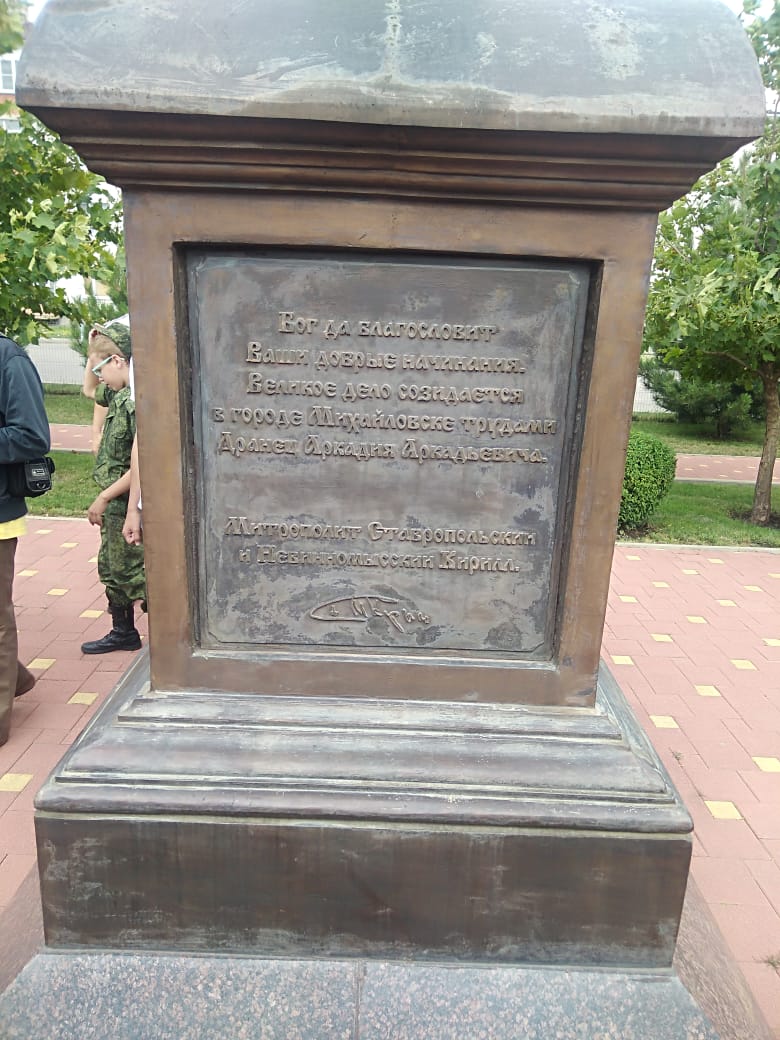 Бог да благословит
Ваши добрые начинания.
Великое дело созидается
в городе Михайловске трудами
Дранец Аркадия Аркадьевича.
Митрополит Ставропольский
и Невинномысский Кирилл.